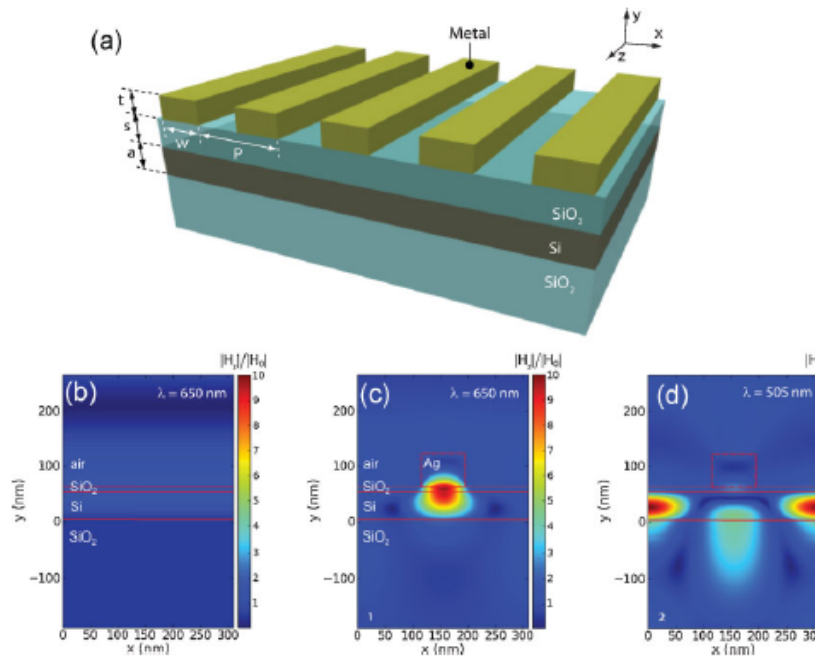 (a)
Metal
y
x
z
t
s
w
P
a
SiO2
Si
SiO2
|Hz|/|H0|
(b)
λ = 650 nm
10
9
8
7
6
5
4
3
2
1
200
100
0
−100
air
SiO2
Si
SiO2
y (nm)
0 50 100 150 200 250 300
x (nm)
|Hz|/|H0|
(c)
λ = 650 nm
10
9
8
7
6
5
4
3
2
1
200
100
0
−100
air
Ag
SiO2
Si
SiO2
1
y (nm)
0 50 100 150 200 250 300
x (nm)
|H
(d)
λ = 505 nm
200
100
0
−100
2
y (nm)
0 50 100 150 200 250 300
x (nm)